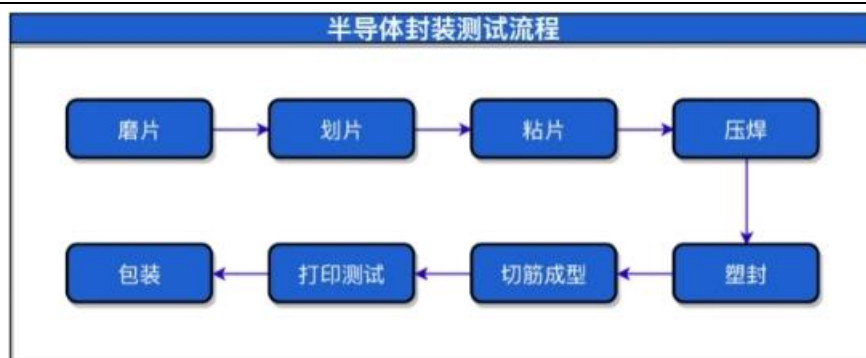 半导体封装测试流程
磨片
划片
粘片
压焊
塑封
切筋成型
打印测试
包装